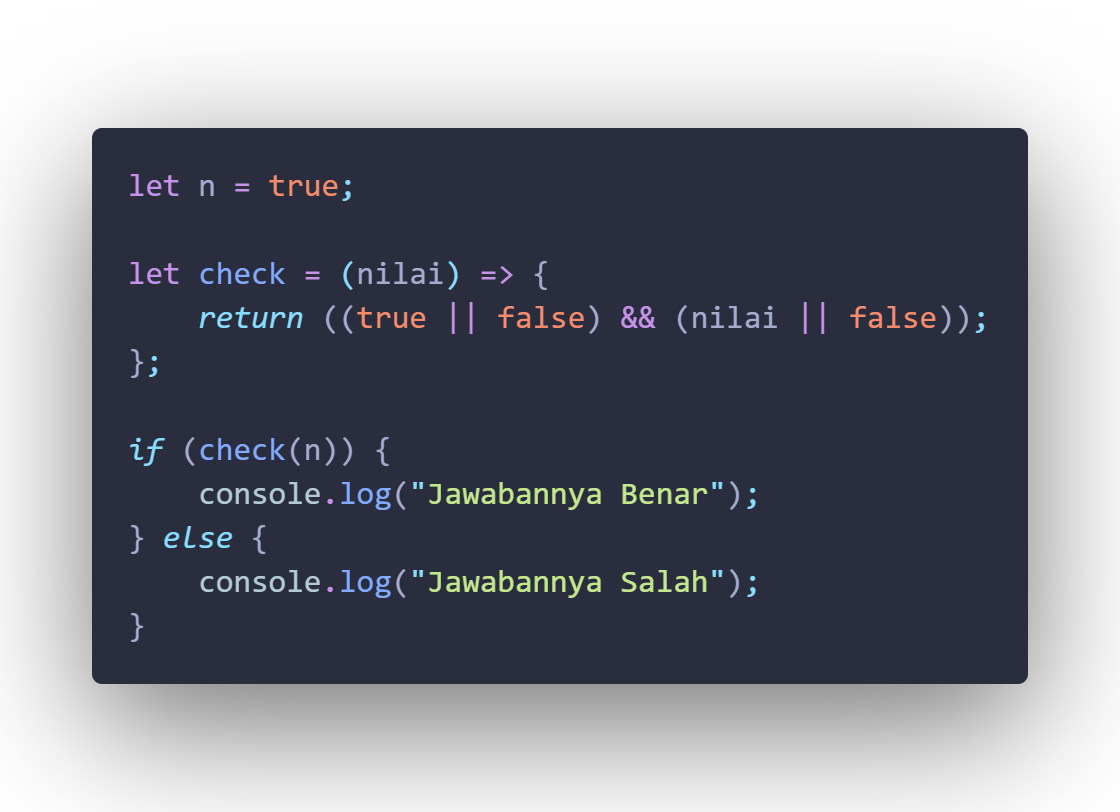 let n = true;
let check = (nilai) => {
    return ((true || false) && (nilai || false));
};
if (check(n)) {
    console.log("Jawabannya Benar");
} else {
    console.log("Jawabannya Salah");
}